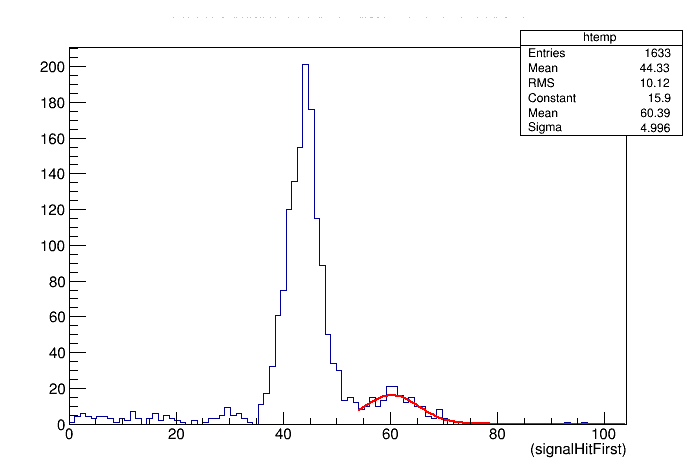 htemp
Entries 1633
Mean 44.33
RMS 10.12
Constant 15.9
Mean 60.39
Sigma 4.996
200
180
160
140
120
100
80
60
40
20
0
0 20 40 60 80 100
(signalHitFirst)